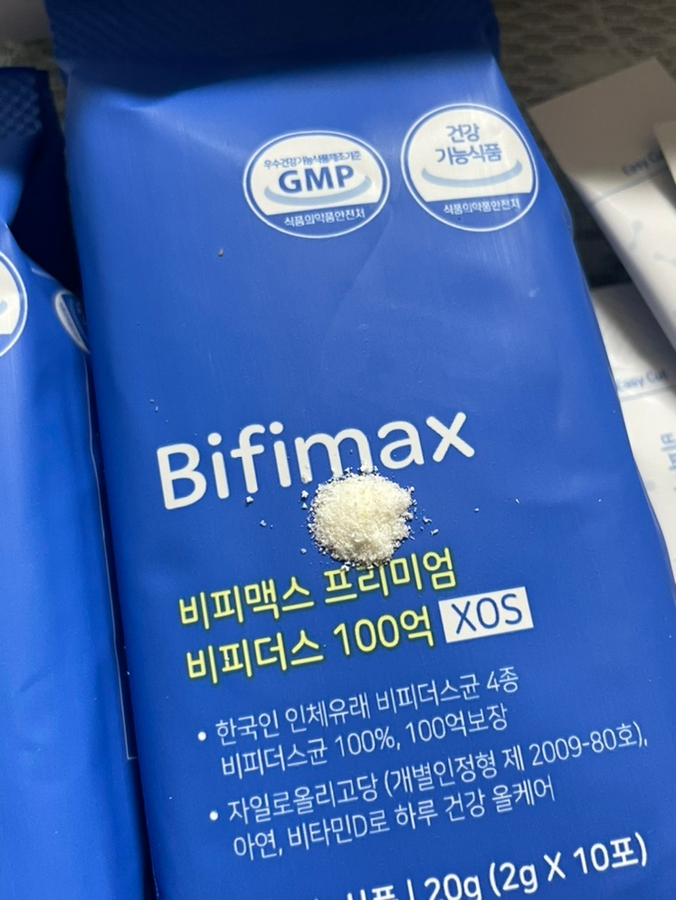 우수건강기능식품제조기준
GMP
식품의약품안전처
건강
기능식품
식품의약품안전처
Easy Cut
Bifimax
비피맥스 프리미엄
비피더스 100억 XOS
• 한국인 인체유래 비피더스균 4종
비피더스균 100%, 100억보장
• 자일로올리고당 (개별인정형 제 2009-80호),
아연, 비타민D로 하루 건강 올케어
20g (2g X 10포)
Easy Cut